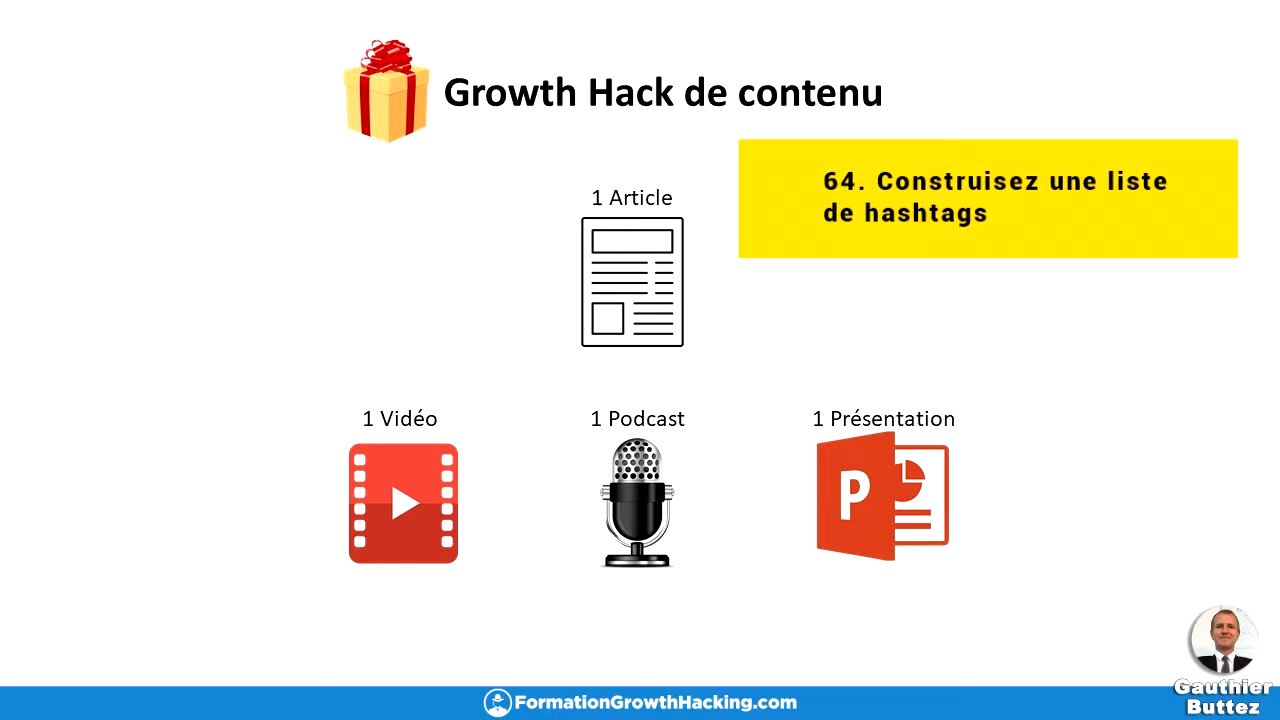 Growth Hack de contenu
64. Construisez une liste
de hashtags
1 Article
1 Vidéo
1 Podcast
1 Présentation
P
Gauthier
Buttez
FormationGrowthHacking.com